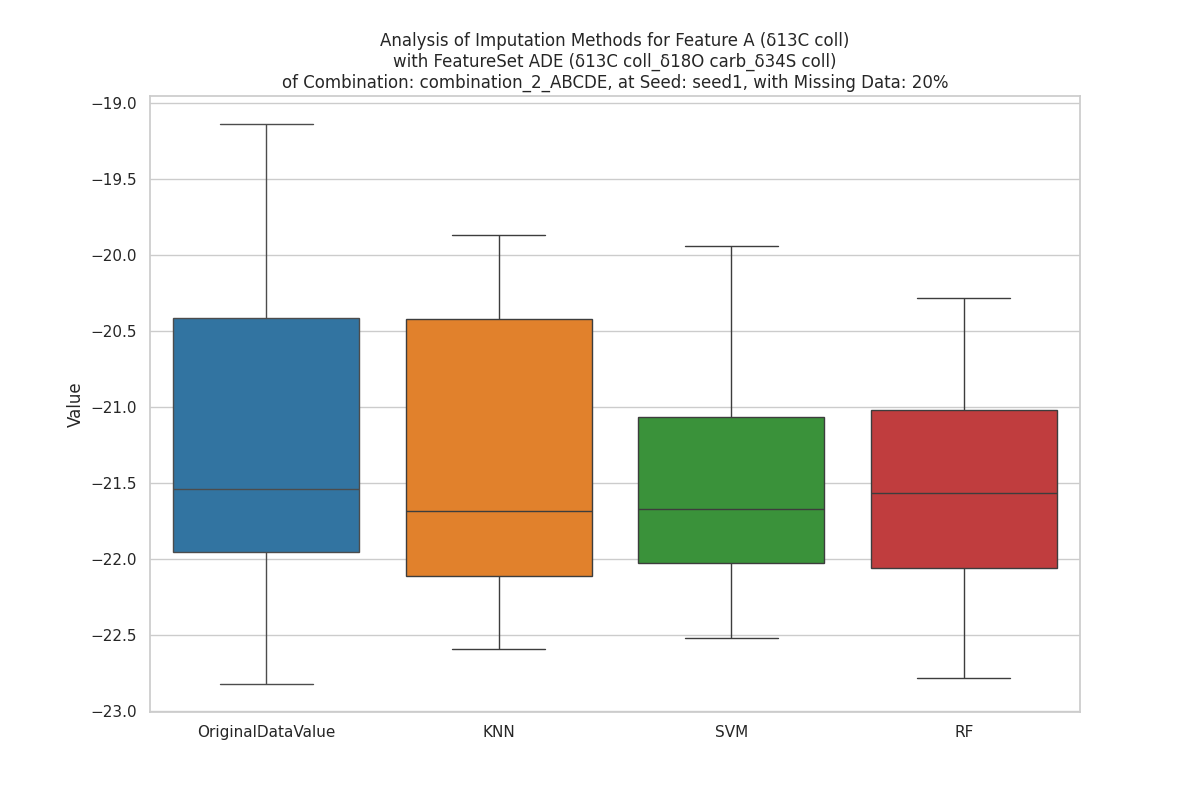 Analysis of Imputation Methods for Feature A (δ13C coll)
with FeatureSet ADE (δ13C coll_δ18O carb_δ34S coll)
of Combination: combination_2_ABCDE, at Seed: seed1, with Missing Data: 20%
−19.0
−19.5
−20.0
−20.5
−21.0
−21.5
−22.0
−22.5
−23.0
Value
OriginalDataValue
KNN
SVM
RF